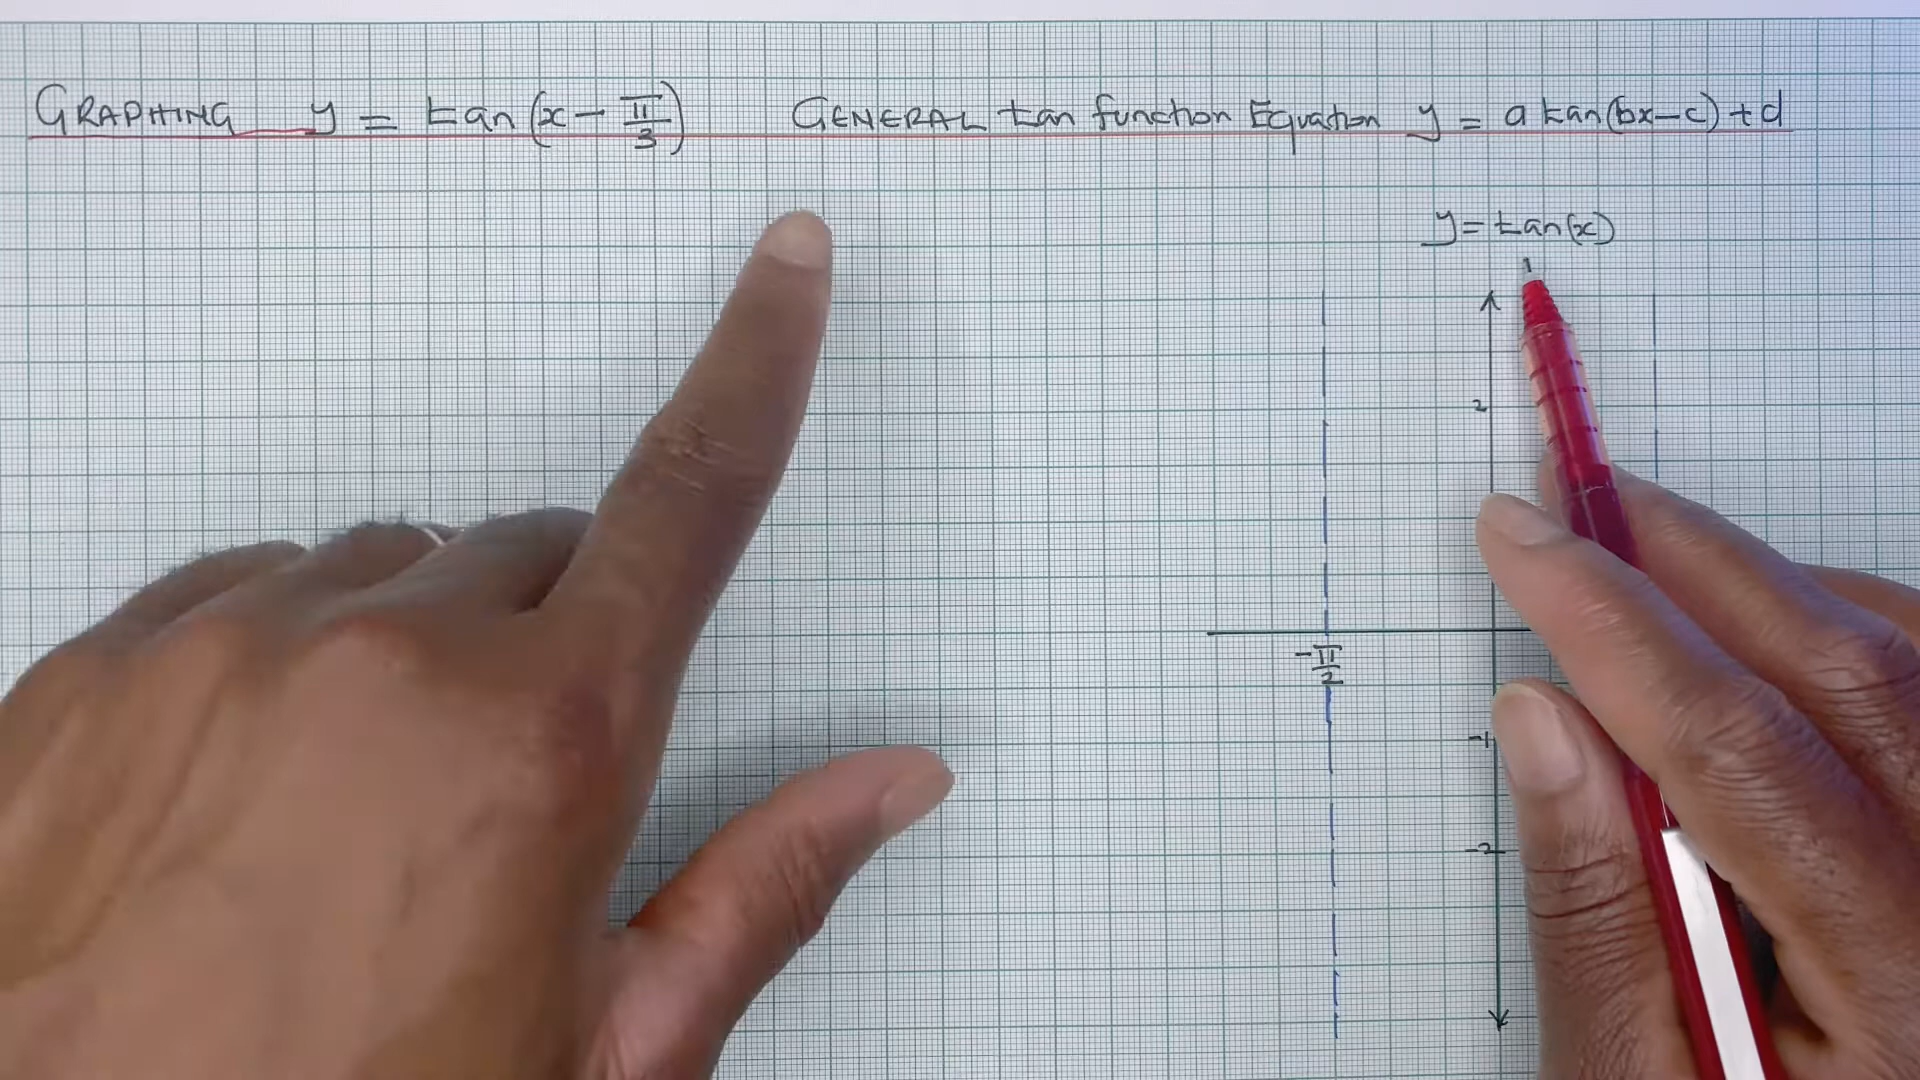 GRAPHING y = tan(x - π/3) GENERAL tan function Equation y = a tan(bx-c)+d
y = tan(x)
2
-π/2
-1
-2